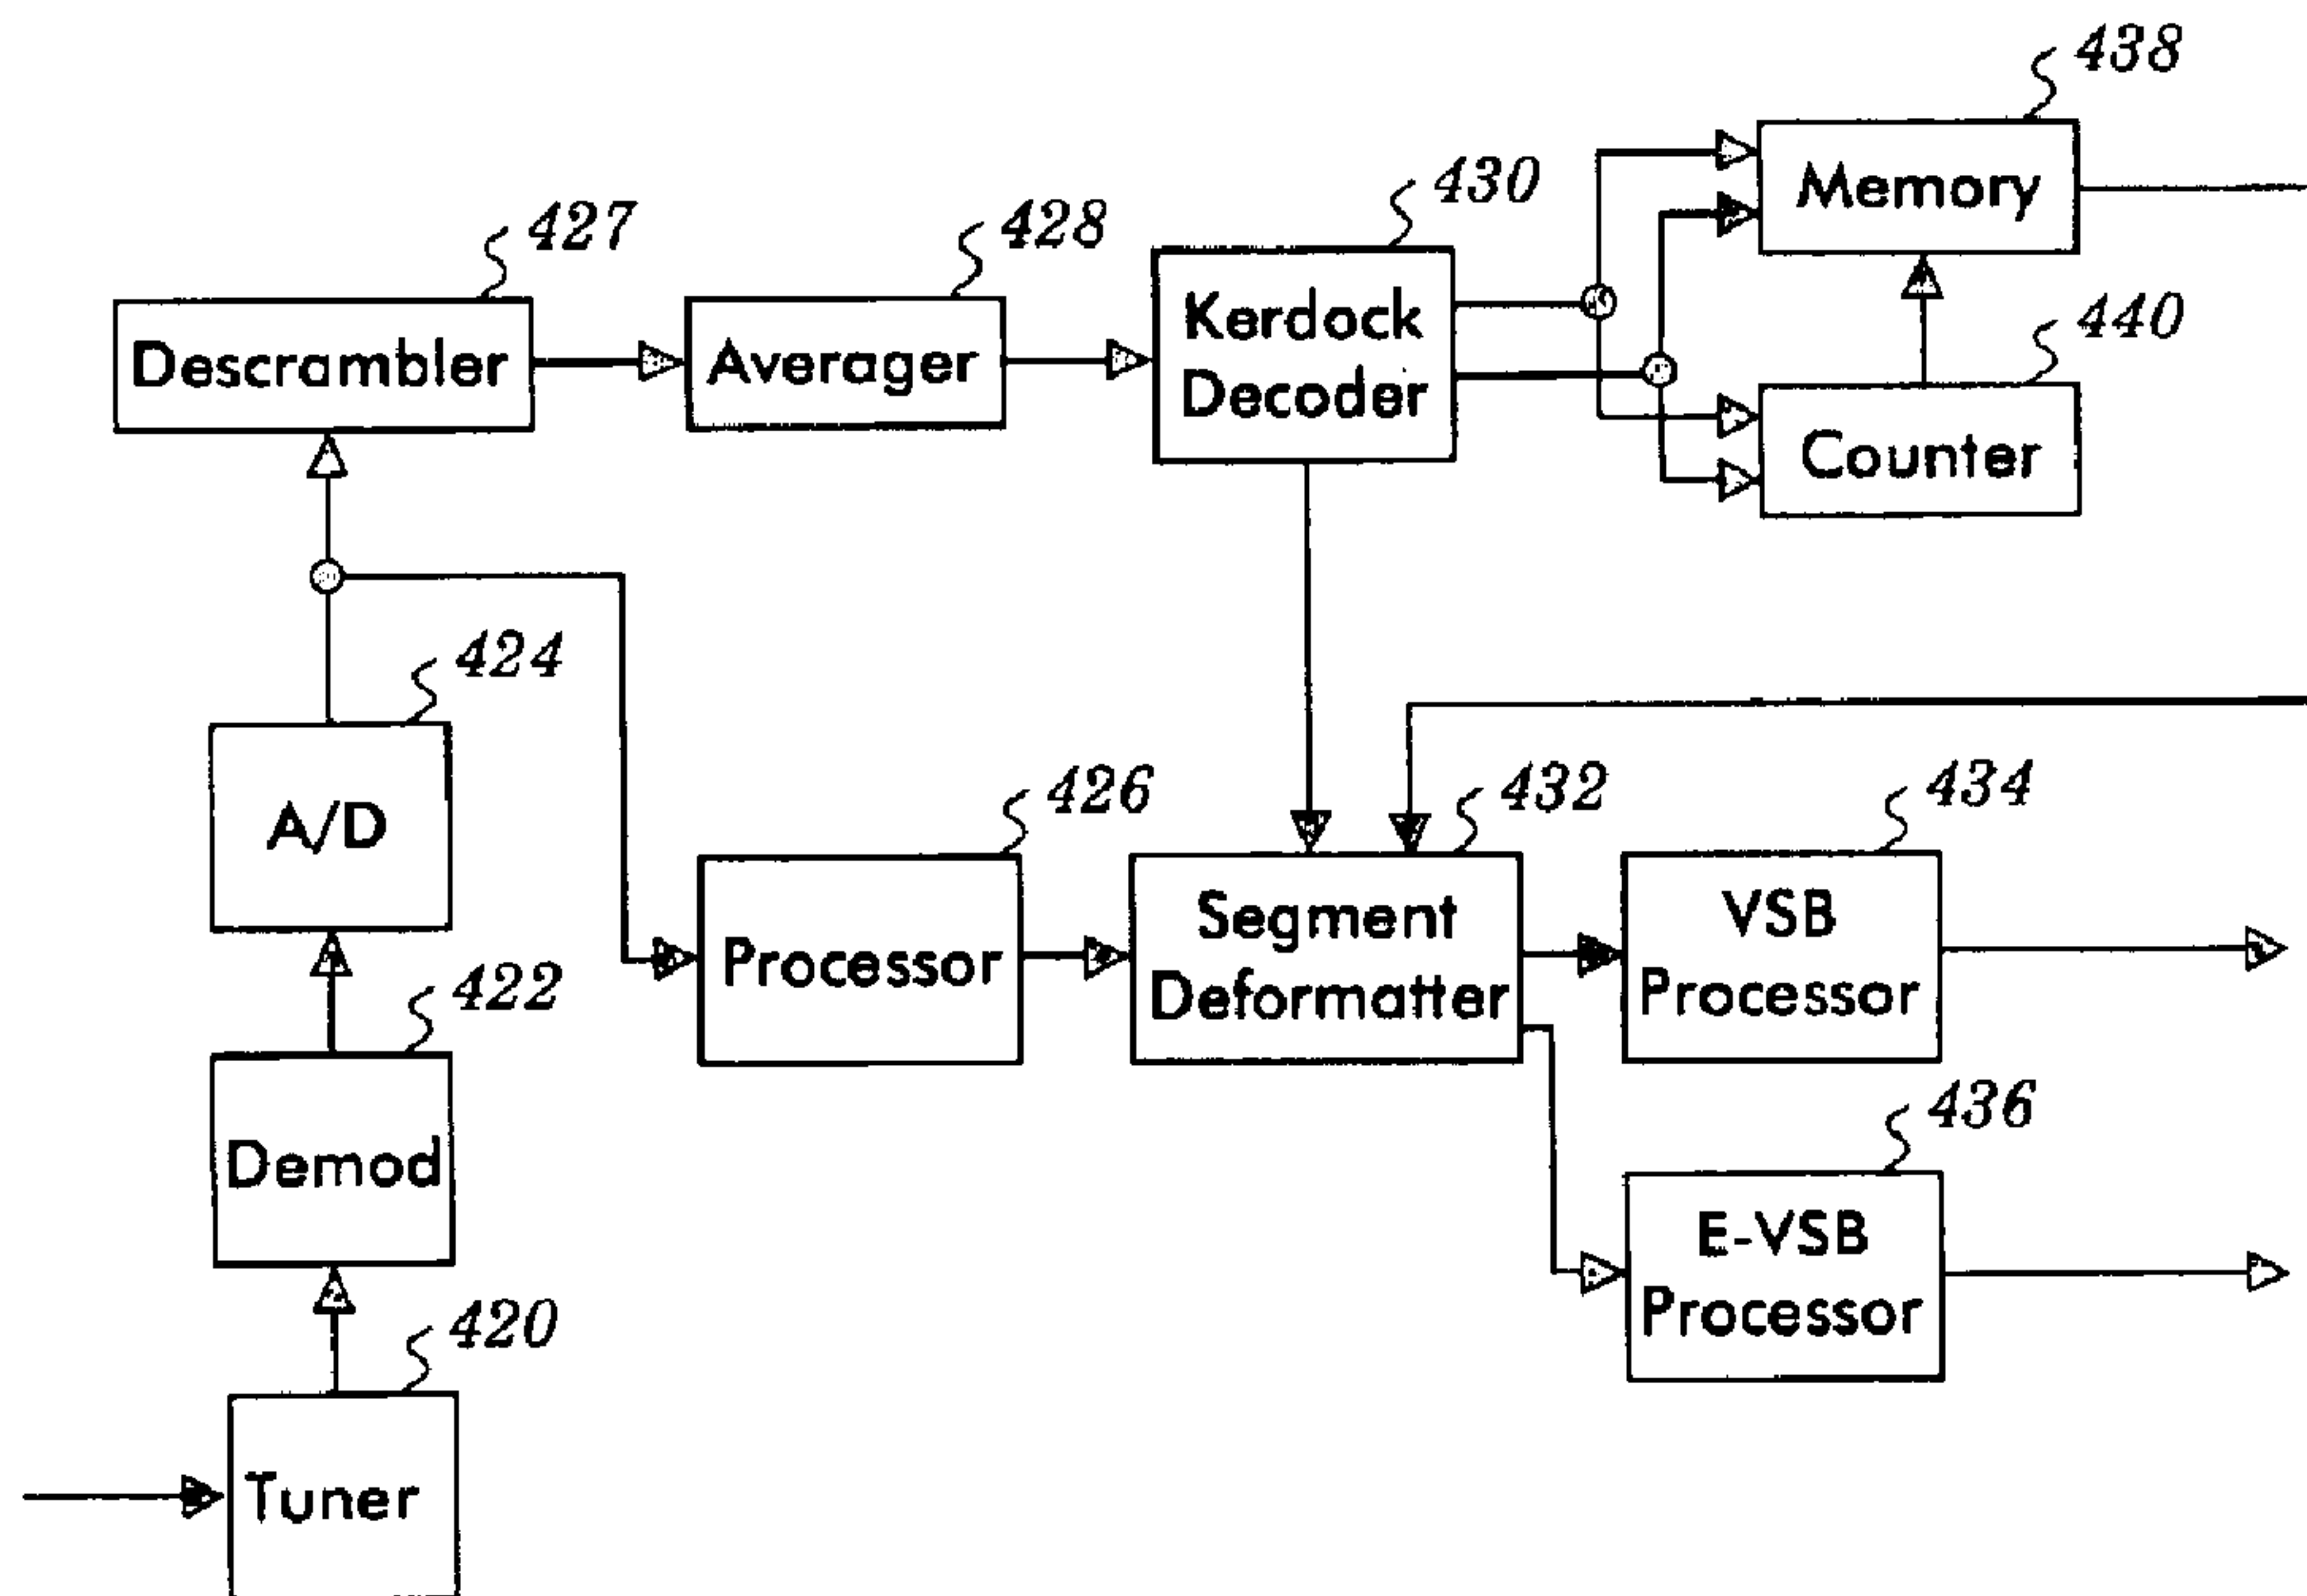 438
Memory
430
427
428
Kerdock
Decoder
Descrambler
Averager
440
Counter
424
A/D
426
432
434
Processor
Segment
Deformatter
VSB
Processor
422
Demod
436
E-VSB
Processor
420
Tuner